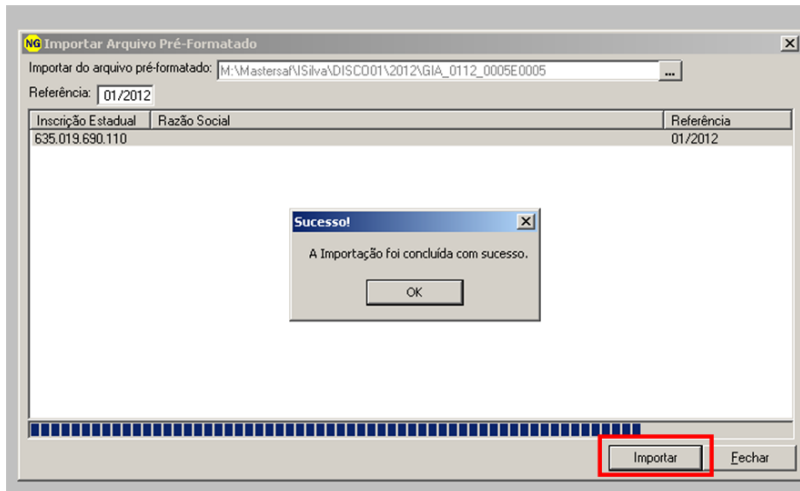 NG Importar Arquivo Pré-Formatado
Importar do arquivo pré-formatado: M:\Mastersaf\ISilva\DISCO01\2012\GIA_0112_0005E0005 ...
Referência: 01/2012
Inscrição Estadual Razão Social Referência
635.019.690.110 01/2012
Sucesso!
A Importação foi concluída com sucesso.
OK
Importar Fechar